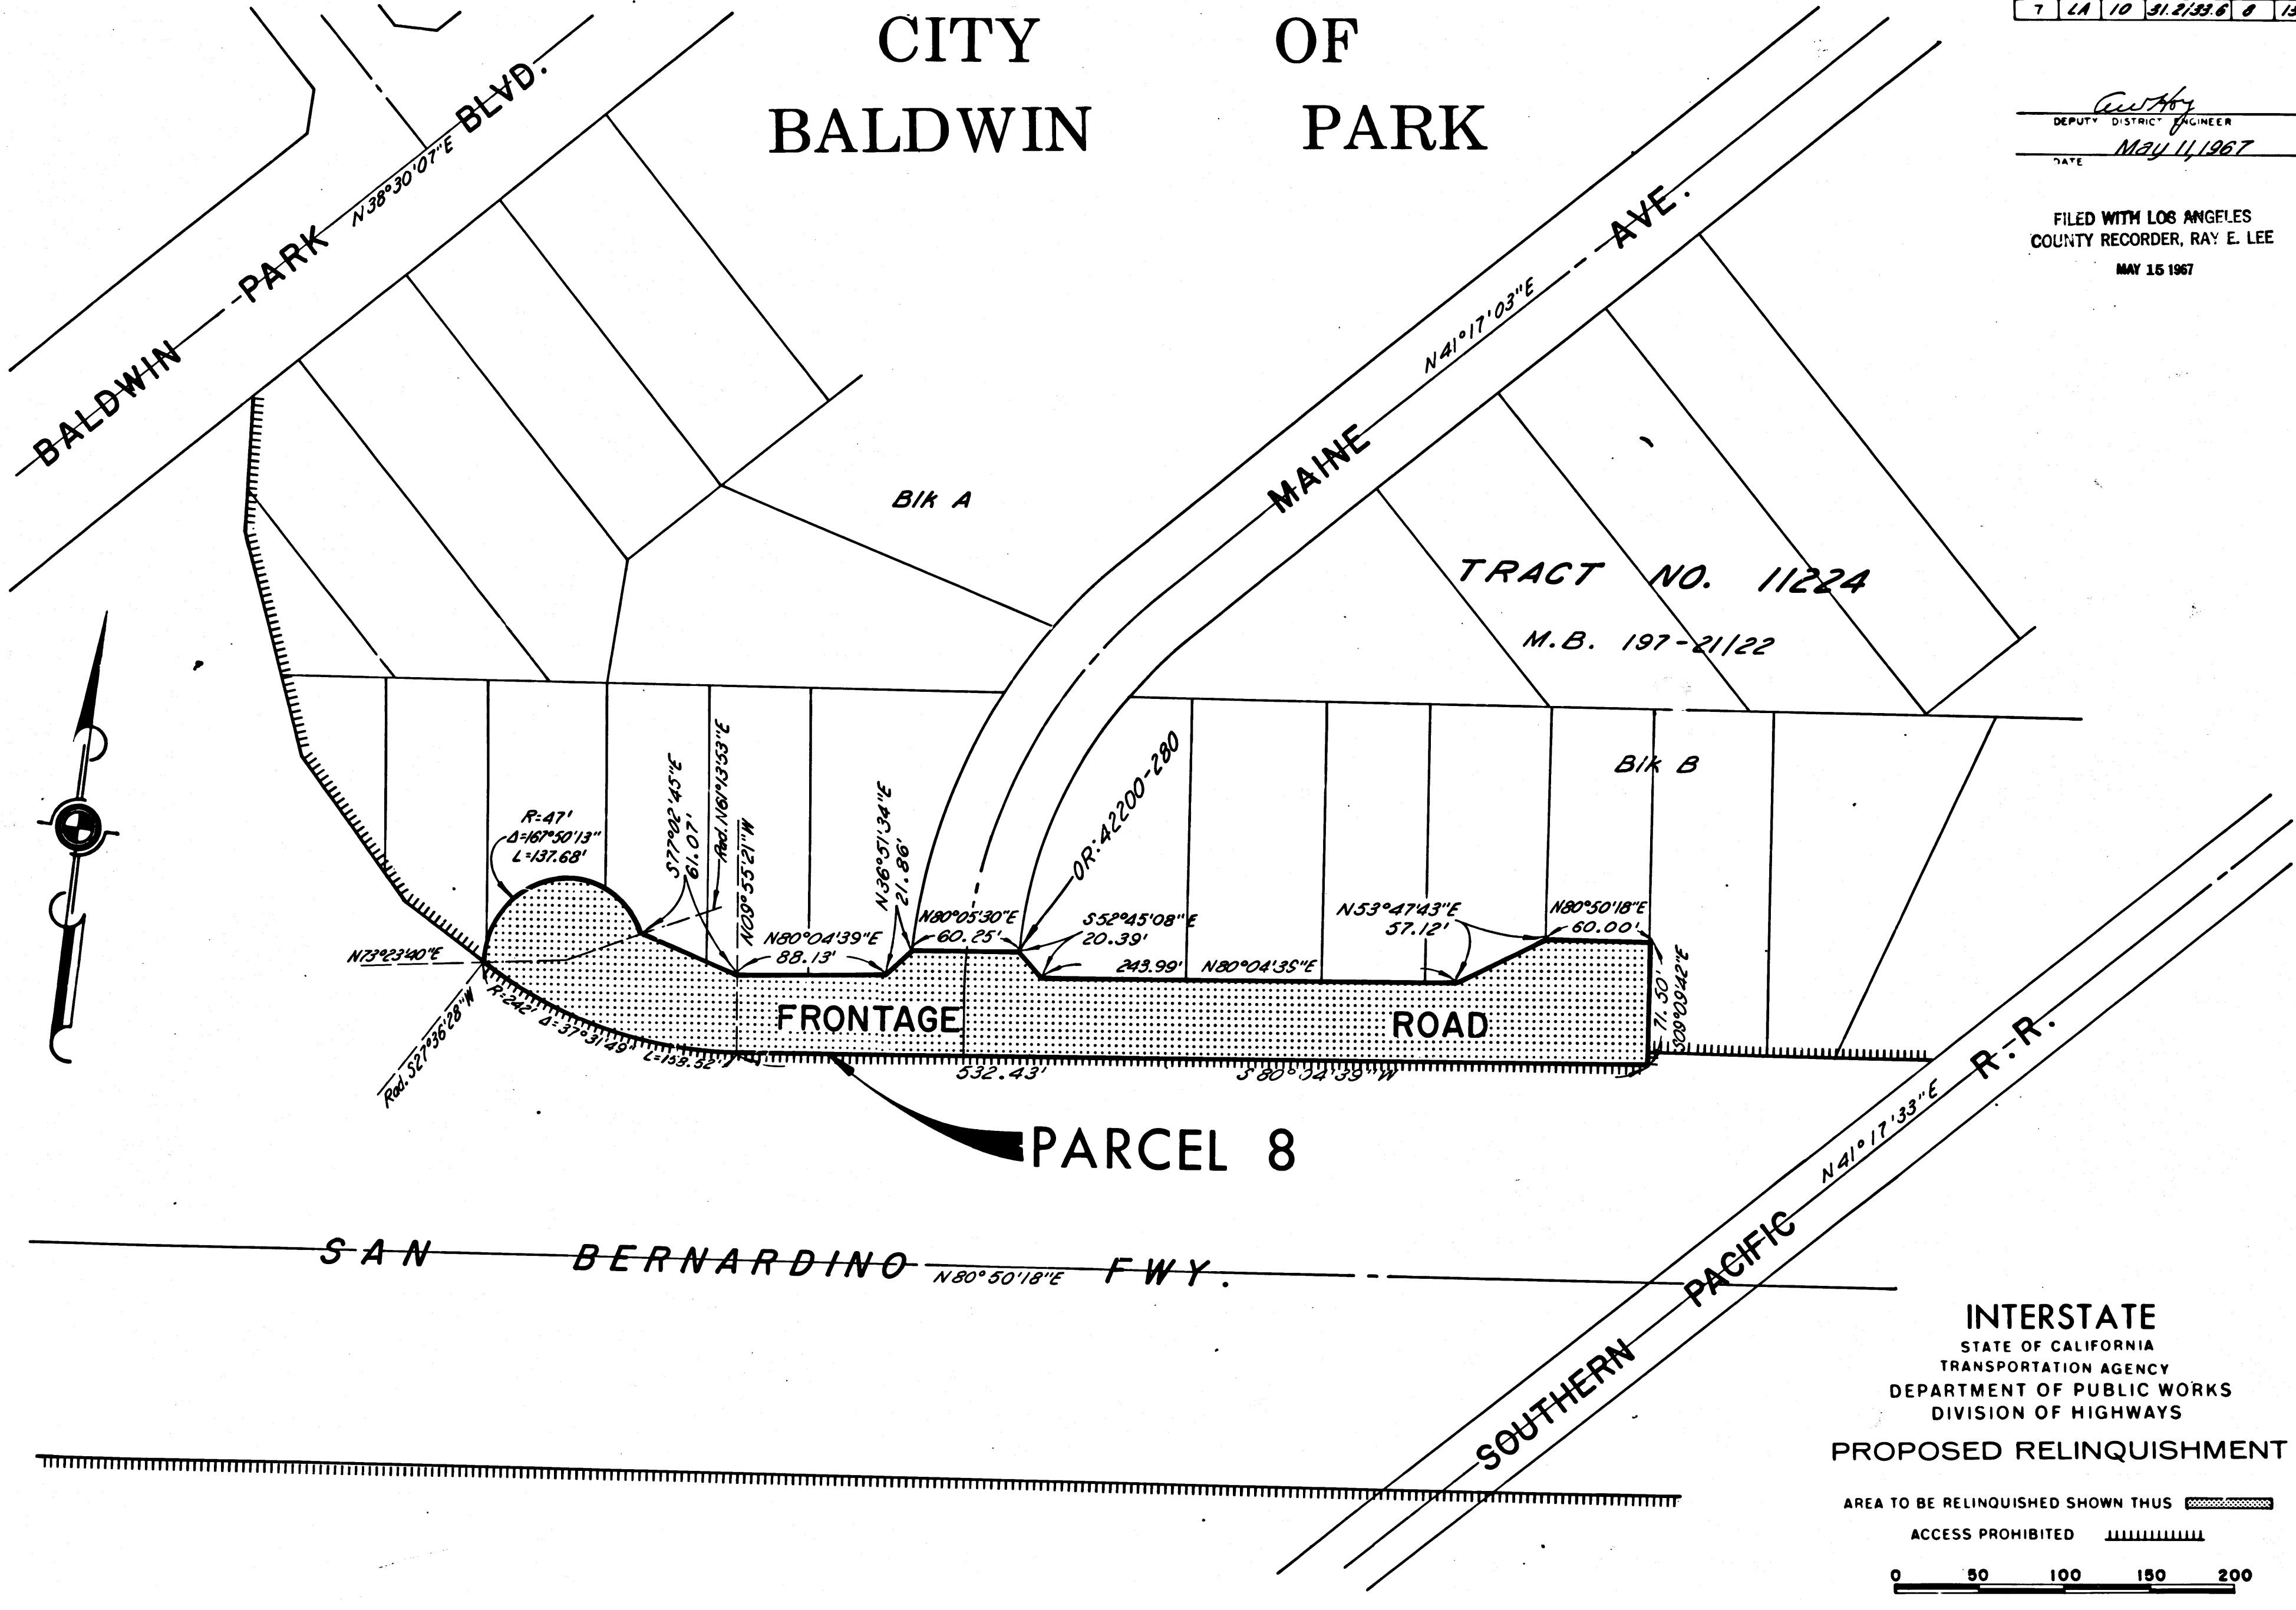 CITY OF
BALDWIN PARK
7 LA 10 31.2/33.6 8
DEPUTY DISTRICT ENGINEER
May 11, 1967
DATE
FILED WITH LOS ANGELES
COUNTY RECORDER, RAY E. LEE
MAY 15 1967
BALDWIN PARK BLVD.
N38°30'07"E
MAINE AVE.
N41°17'03"E
Blk A
TRACT NO. 11224
M.B. 197-21/22
Blk B
R=47'
Δ=167°50'13"
L=137.68'
S77°02'45"E
61.07'
Rad. N61°13'53"E
N09°55'21"W
N36°51'34"E
21.86'
OR:42200-280
N80°04'39"E
88.13'
N80°05'30"E
60.25'
S52°45'08"E
20.39'
243.99' N80°04'35"E
N53°47'43"E
57.12'
N80°50'18"E
60.00'
71.50'
S09°09'42"E
N73°23'40"E
Rad. S27°36'28"W
R=242' Δ=37°31'49" L=158.52'
FRONTAGE ROAD
532.43' S80°04'39"W
PARCEL 8
SAN BERNARDINO FWY.
N80°50'18"E
SOUTHERN PACIFIC R.R.
N41°17'33"E
INTERSTATE
STATE OF CALIFORNIA
TRANSPORTATION AGENCY
DEPARTMENT OF PUBLIC WORKS
DIVISION OF HIGHWAYS
PROPOSED RELINQUISHMENT
AREA TO BE RELINQUISHED SHOWN THUS
ACCESS PROHIBITED
0 50 100 150 200